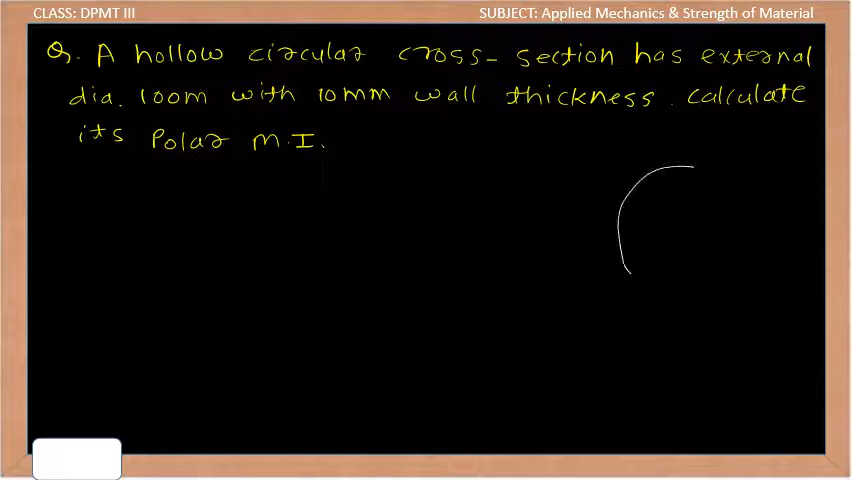 CLASS: DPMT III
SUBJECT: Applied Mechanics & Strength of Material
Q. A hollow circular cross-section has external
dia. 100m with 10mm wall thickness. calculate
its Polar M.I.